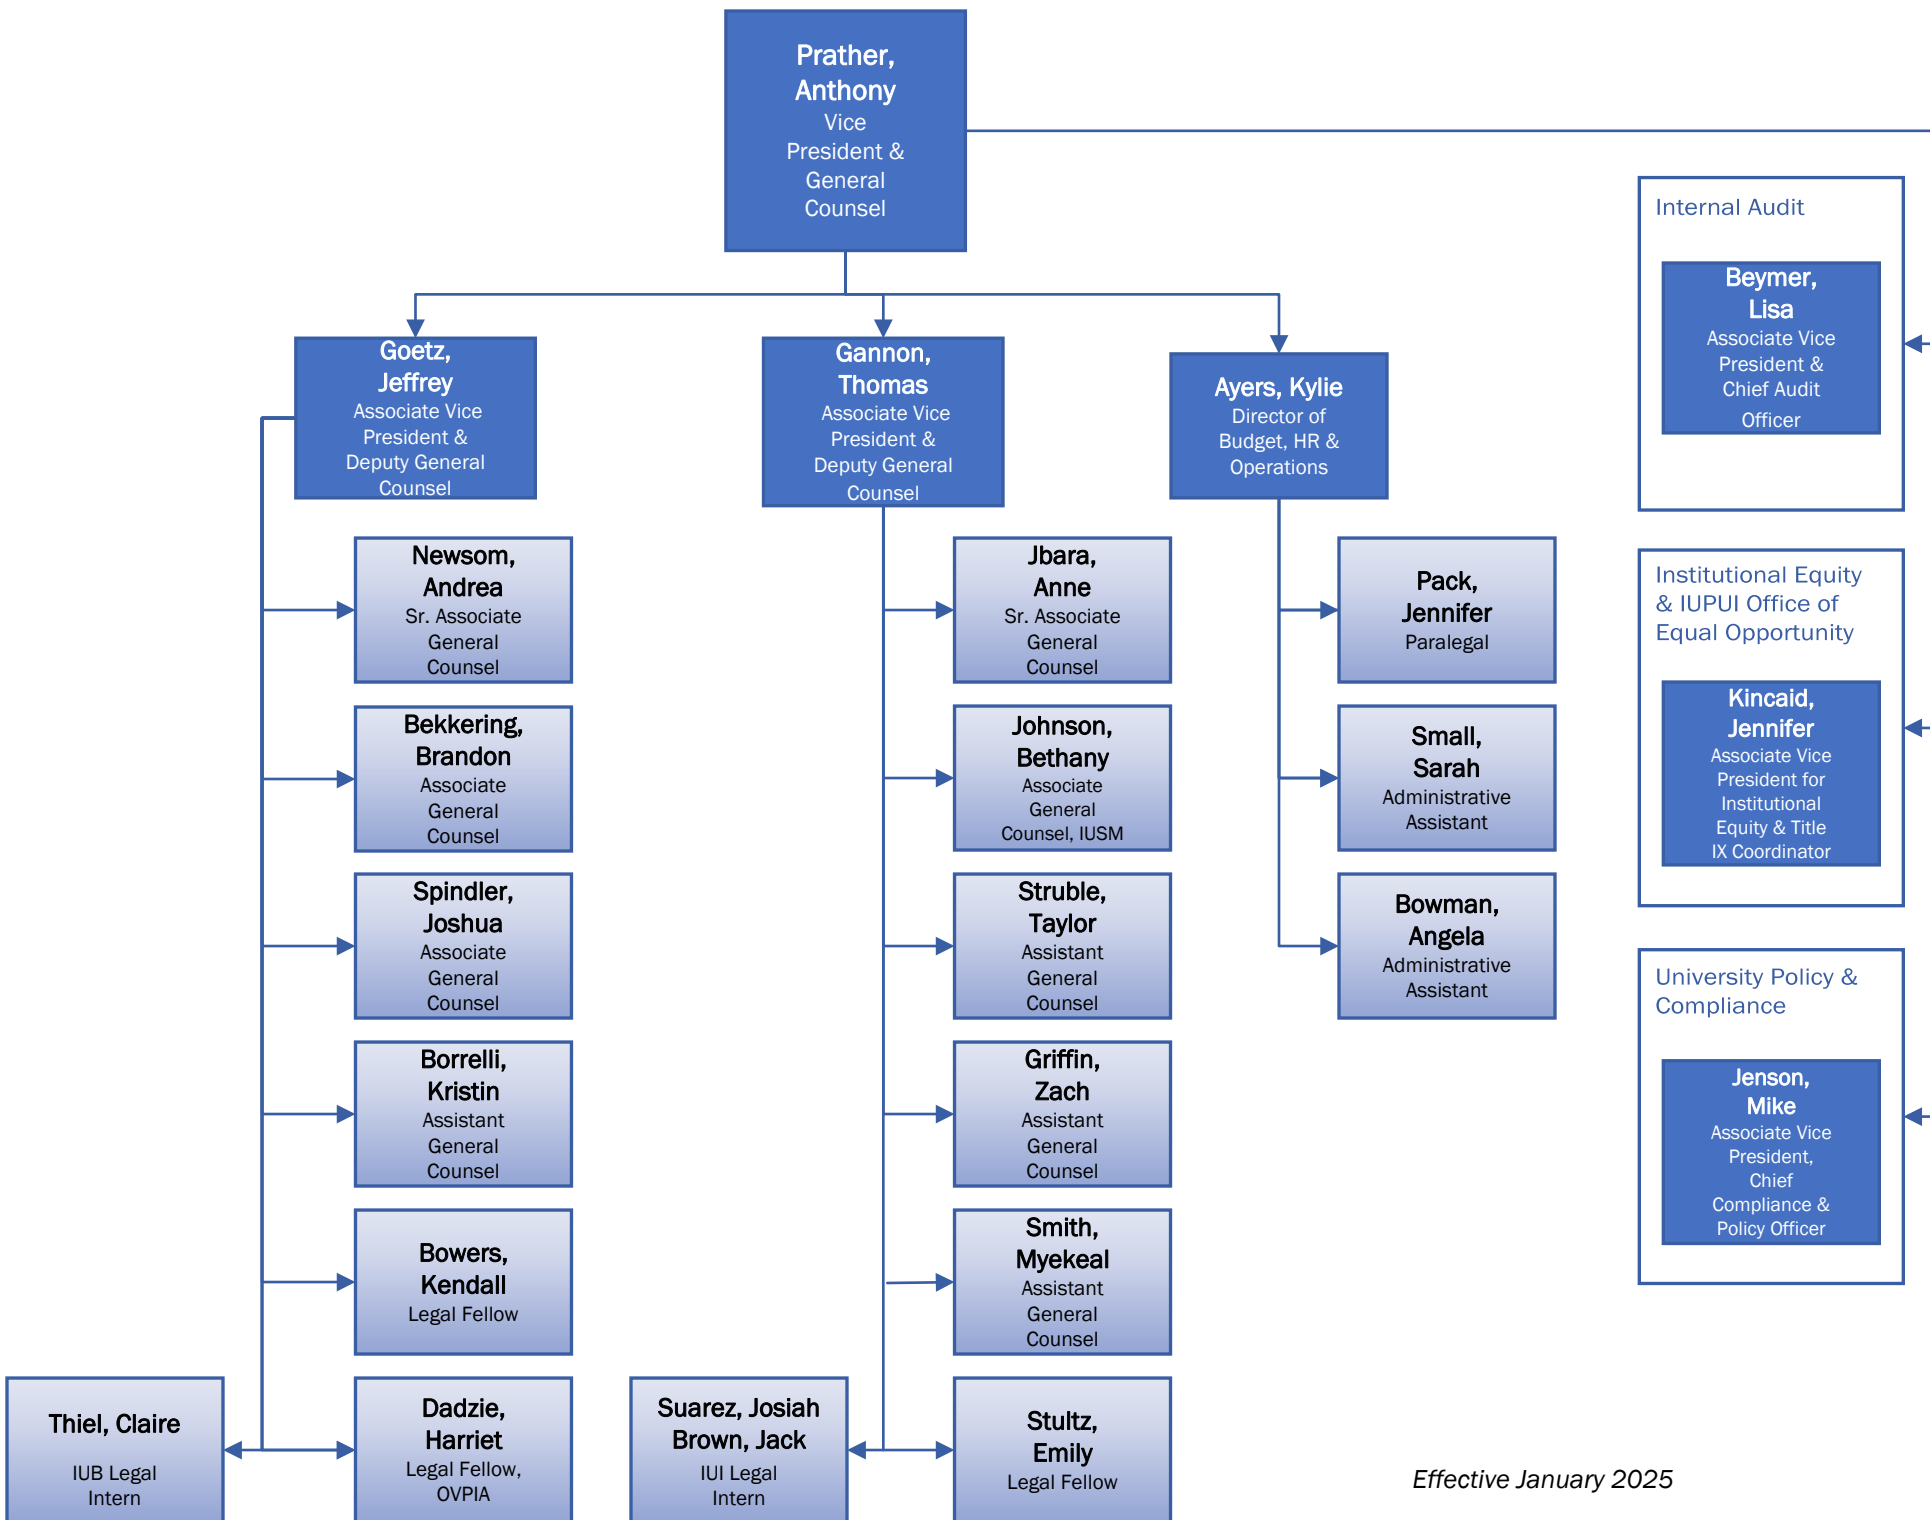 Prather,
Anthony
Vice
President &
General
Counsel
Goetz,
Jeffrey
Associate Vice
President &
Deputy General
Counsel
Gannon,
Thomas
Associate Vice
President &
Deputy General
Counsel
Ayers, Kylie
Director of
Budget, HR &
Operations
Newsom,
Andrea
Sr. Associate
General
Counsel
Bekkering,
Brandon
Associate
General
Counsel
Spindler,
Joshua
Associate
General
Counsel
Borrelli,
Kristin
Assistant
General
Counsel
Bowers,
Kendall
Legal Fellow
Thiel, Claire
IUB Legal
Intern
Dadzie,
Harriet
Legal Fellow,
OVPIA
Jbara,
Anne
Sr. Associate
General
Counsel
Johnson,
Bethany
Associate
General
Counsel, IUSM
Struble,
Taylor
Assistant
General
Counsel
Griffin,
Zach
Assistant
General
Counsel
Smith,
Myekeal
Assistant
General
Counsel
Suarez, Josiah
Brown, Jack
IUI Legal
Intern
Stultz,
Emily
Legal Fellow
Pack,
Jennifer
Paralegal
Small,
Sarah
Administrative
Assistant
Bowman,
Angela
Administrative
Assistant
Internal Audit
Beymer,
Lisa
Associate Vice
President &
Chief Audit
Officer
Institutional Equity
& IUPUI Office of
Equal Opportunity
Kincaid,
Jennifer
Associate Vice
President for
Institutional
Equity & Title
IX Coordinator
University Policy &
Compliance
Jenson,
Mike
Associate Vice
President,
Chief
Compliance &
Policy Officer
Effective January 2025